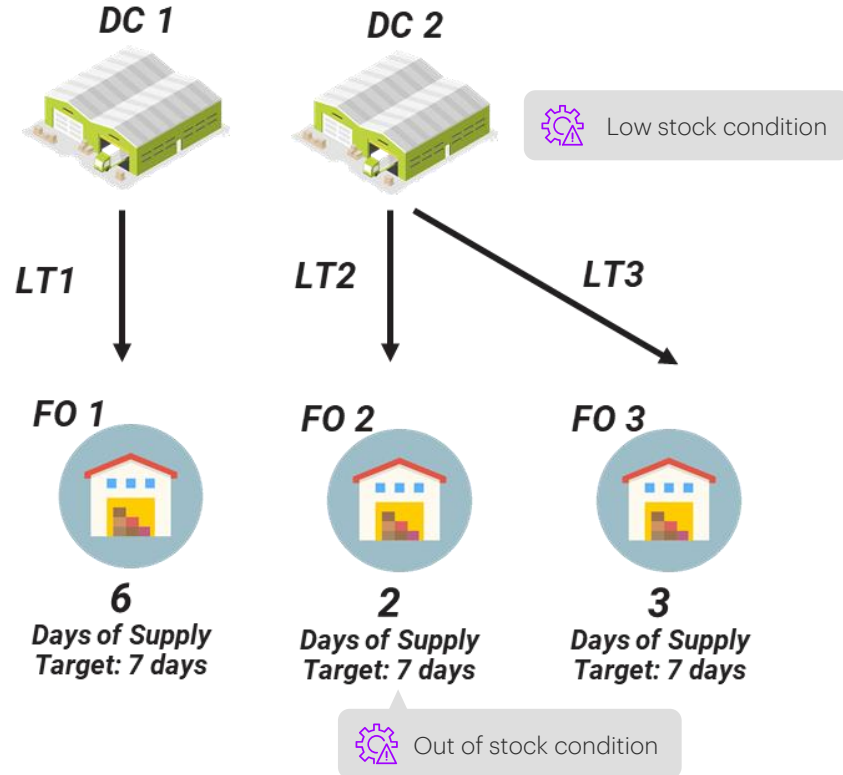 DC 1
DC 2
Low stock condition
LT1
LT2
LT3
FO 1
FO 2
FO 3
6
Days of Supply
Target: 7 days
2
Days of Supply
Target: 7 days
3
Days of Supply
Target: 7 days
Out of stock condition